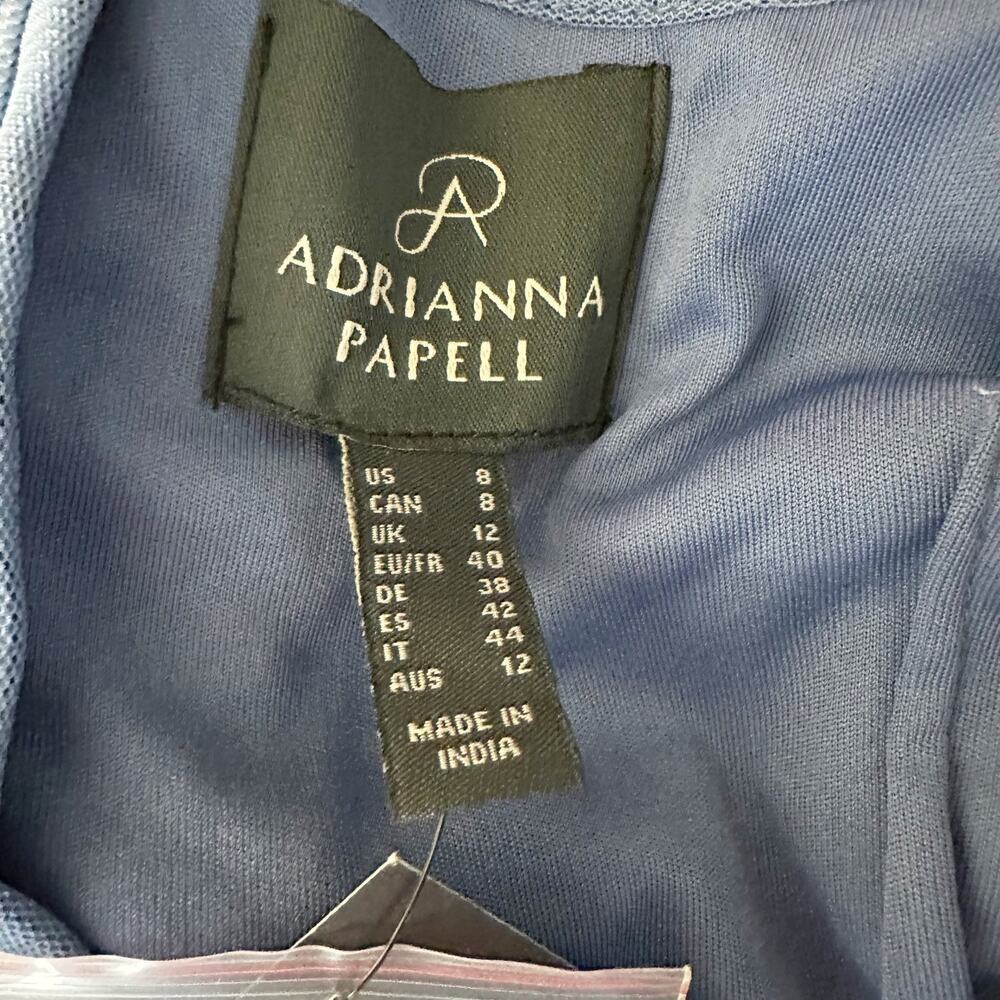 AP
ADRIANNA
PAPELL
US 8
CAN 8
UK 12
EU/FR 40
DE 38
ES 42
IT 44
AUS 12
MADE IN
INDIA